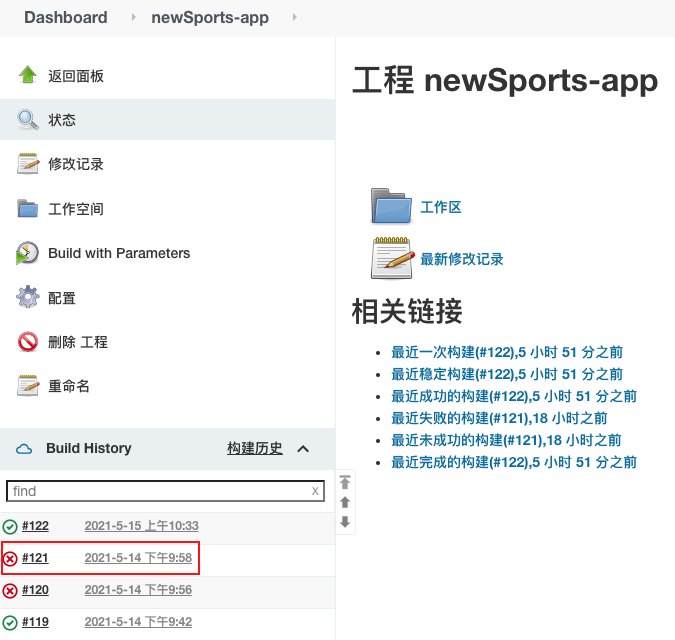 Dashboard newSports-app
返回面板
状态
修改记录
工作空间
Build with Parameters
配置
删除 工程
重命名
Build History 构建历史
find x
#122 2021-5-15 上午10:33
#121 2021-5-14 下午9:58
#120 2021-5-14 下午9:56
#119 2021-5-14 下午9:42
工程 newSports-app
工作区
最新修改记录
相关链接
最近一次构建(#122),5 小时 51 分之前
最近稳定构建(#122),5 小时 51 分之前
最近成功的构建(#122),5 小时 51 分之前
最近失败的构建(#121),18 小时之前
最近未成功的构建(#121),18 小时之前
最近完成的构建(#122),5 小时 51 分之前